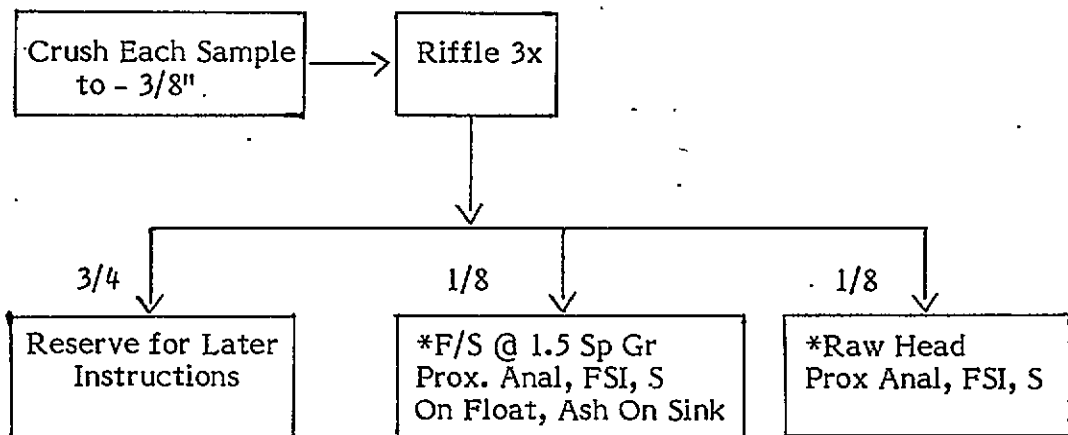 Crush Each Sample
to - 3/8".
Riffle 3x
3/4
1/8
1/8
Reserve for Later
Instructions
*F/S @ 1.5 Sp Gr
Prox. Anal, FSI, S
On Float, Ash On Sink
*Raw Head
Prox Anal, FSI, S